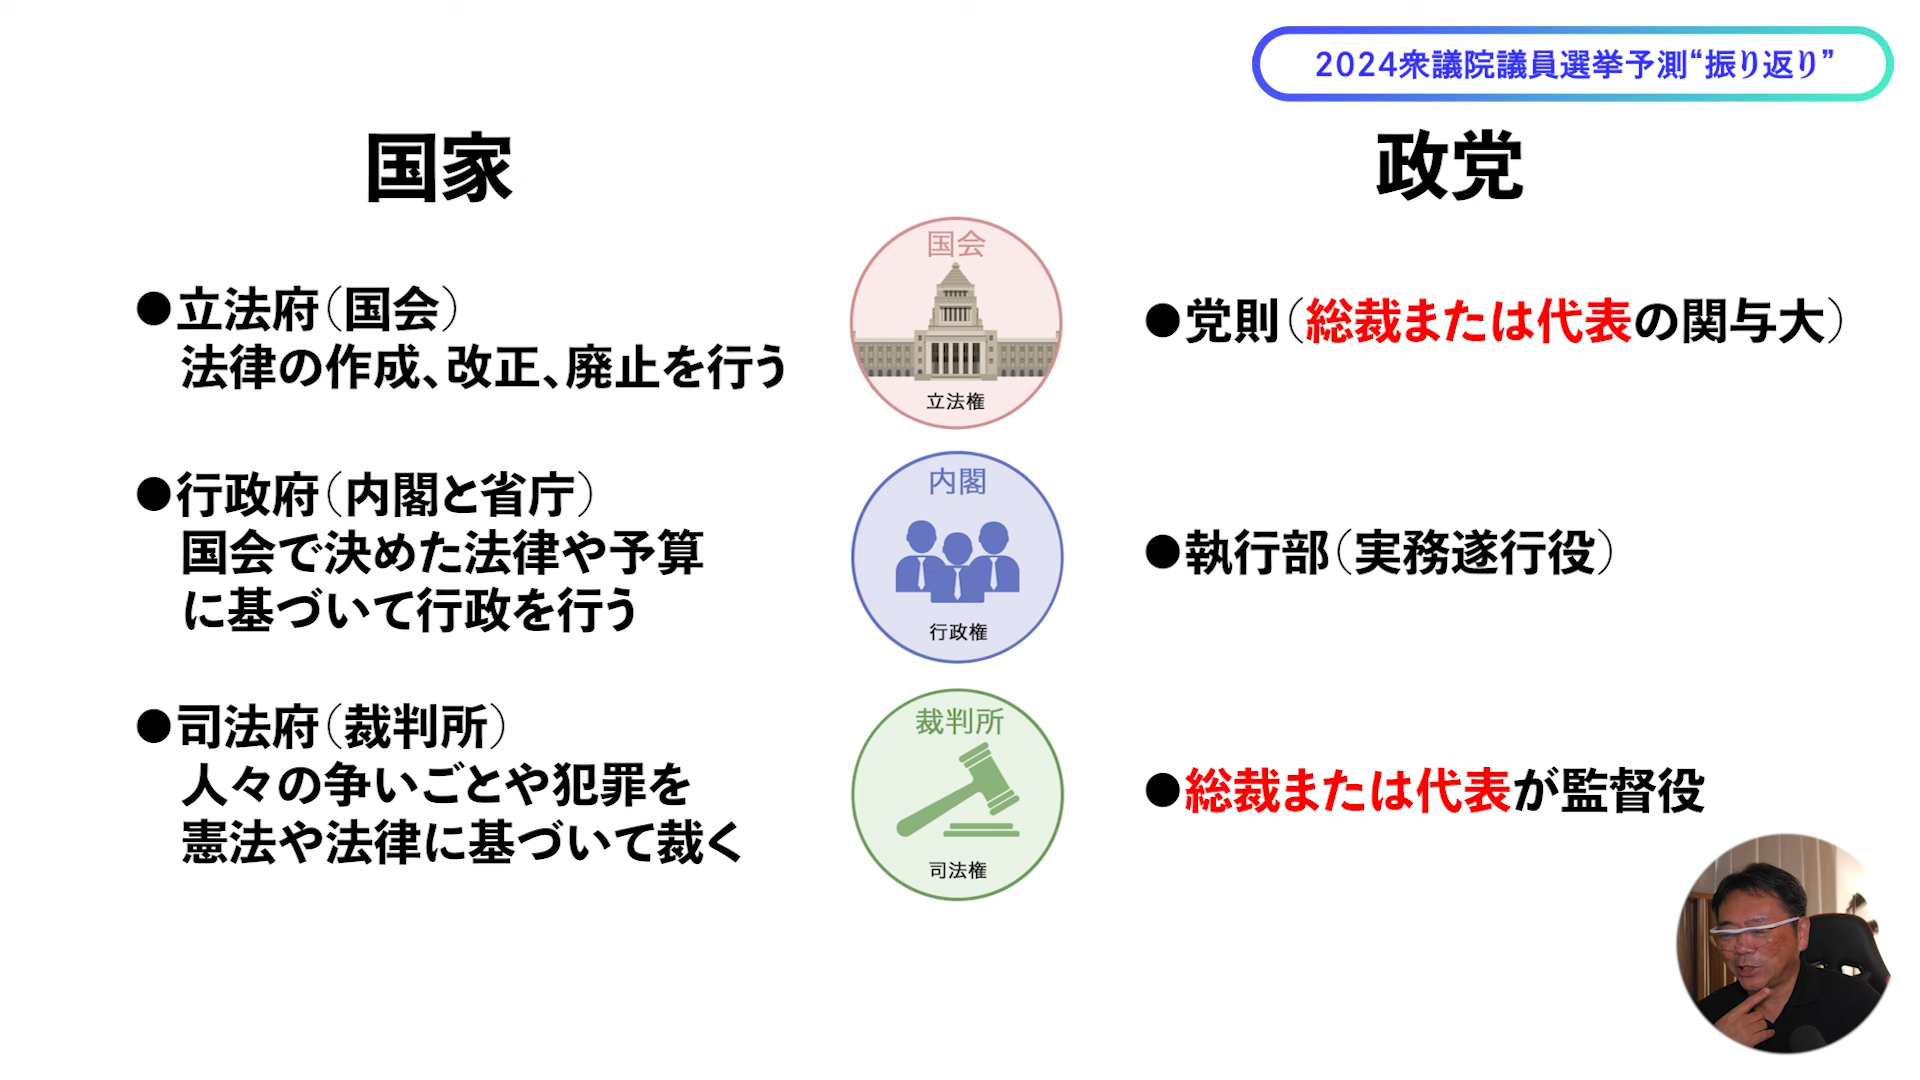 2024衆議院議員選挙予測“振り返り”
国家
政党
●立法府（国会）
法律の作成、改正、廃止を行う
国会
立法権
●党則（総裁または代表の関与大）
●行政府（内閣と省庁）
国会で決めた法律や予算
に基づいて行政を行う
内閣
行政権
●執行部（実務遂行役）
●司法府（裁判所）
人々の争いごとや犯罪を
憲法や法律に基づいて裁く
裁判所
司法権
●総裁または代表が監督役